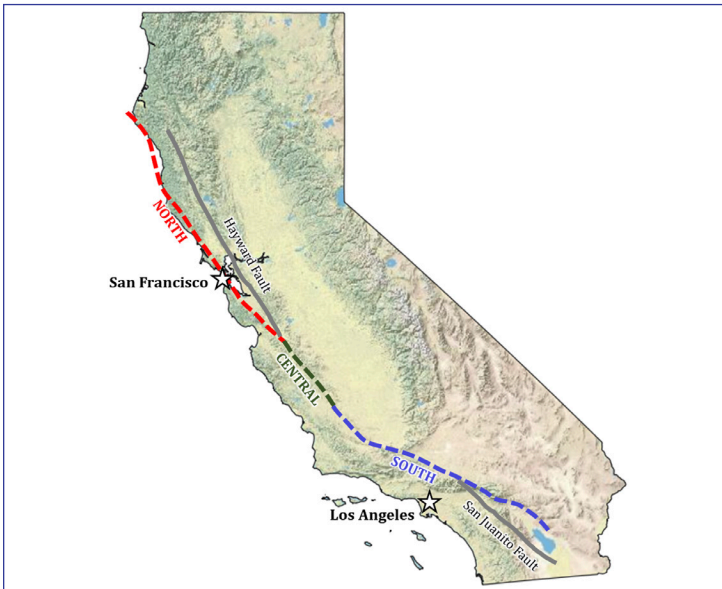 NORTH
Hayward Fault
San Francisco
CENTRAL
SOUTH
Los Angeles
San Juanito Fault